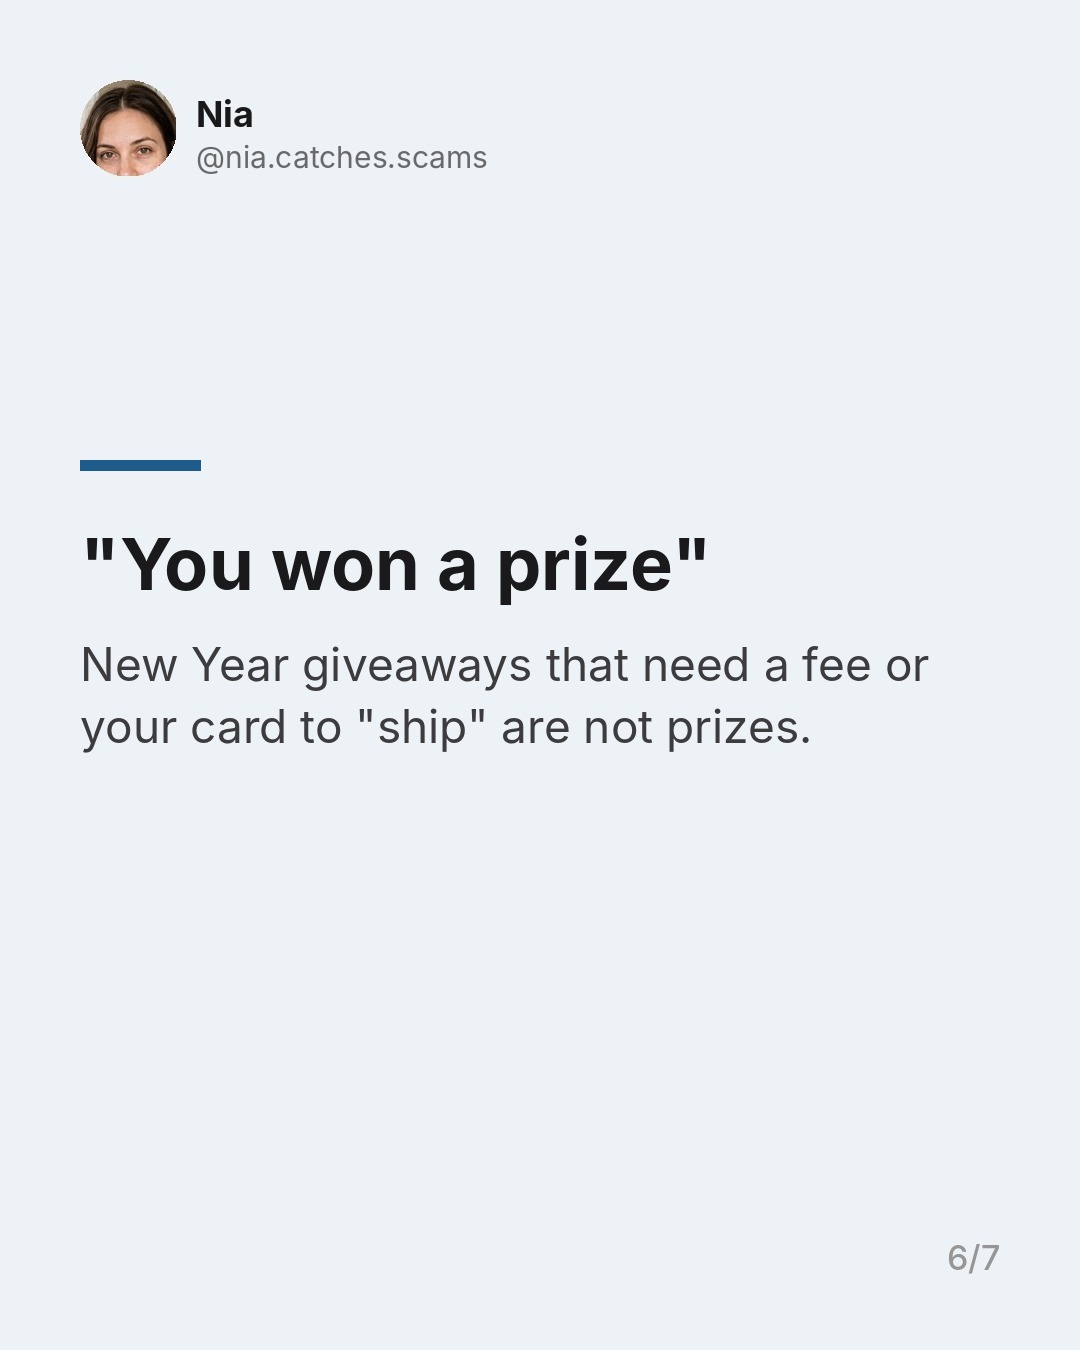 Nia
@nia.catches.scams
"You won a prize"
New Year giveaways that need a fee or
your card to "ship" are not prizes.
6/7